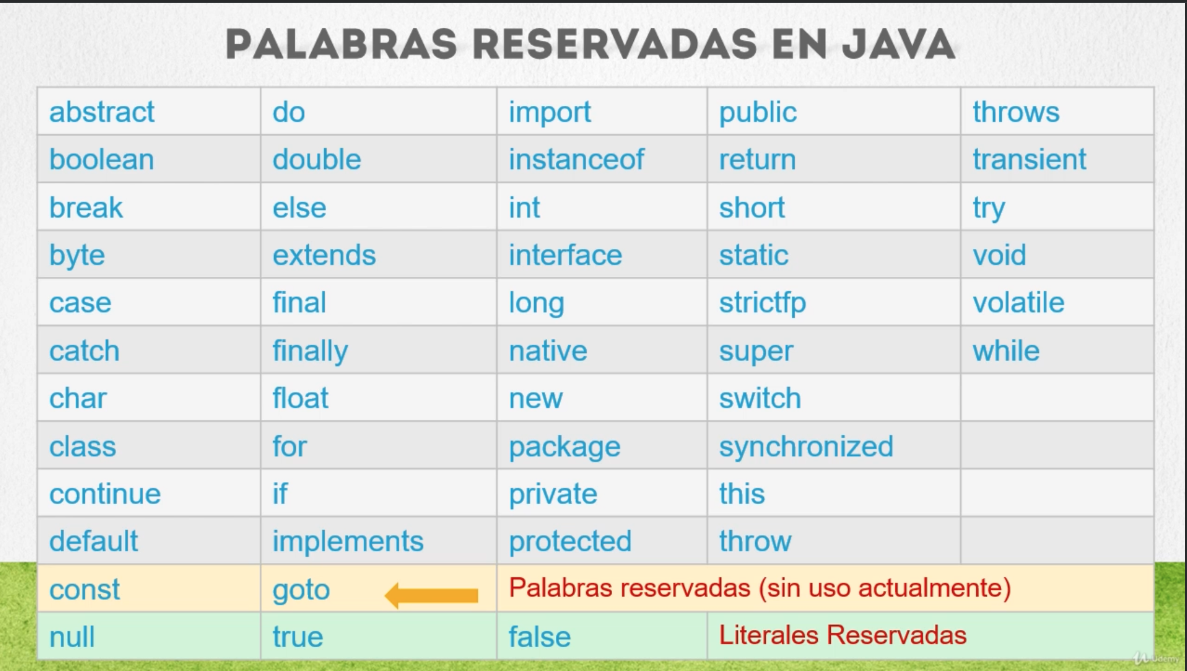 PALABRAS RESERVADAS EN JAVA
abstract do import public throws
boolean double instanceof return transient
break else int short try
byte extends interface static void
case final long strictfp volatile
catch finally native super while
char float new switch
class for package synchronized
continue if private this
default implements protected throw
const goto Palabras reservadas (sin uso actualmente)
null true false Literales Reservadas